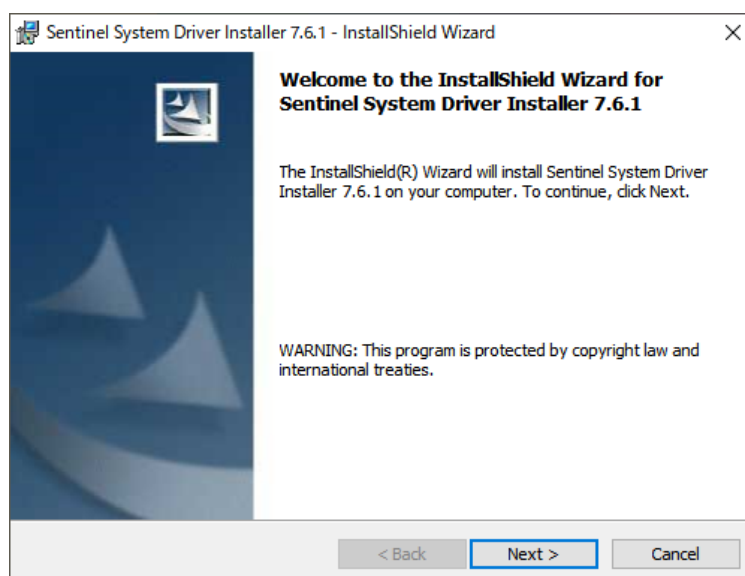 Sentinel System Driver Installer 7.6.1 - InstallShield Wizard
Welcome to the InstallShield Wizard for
Sentinel System Driver Installer 7.6.1
The InstallShield(R) Wizard will install Sentinel System Driver
Installer 7.6.1 on your computer. To continue, click Next.
WARNING: This program is protected by copyright law and
international treaties.
< Back Next > Cancel